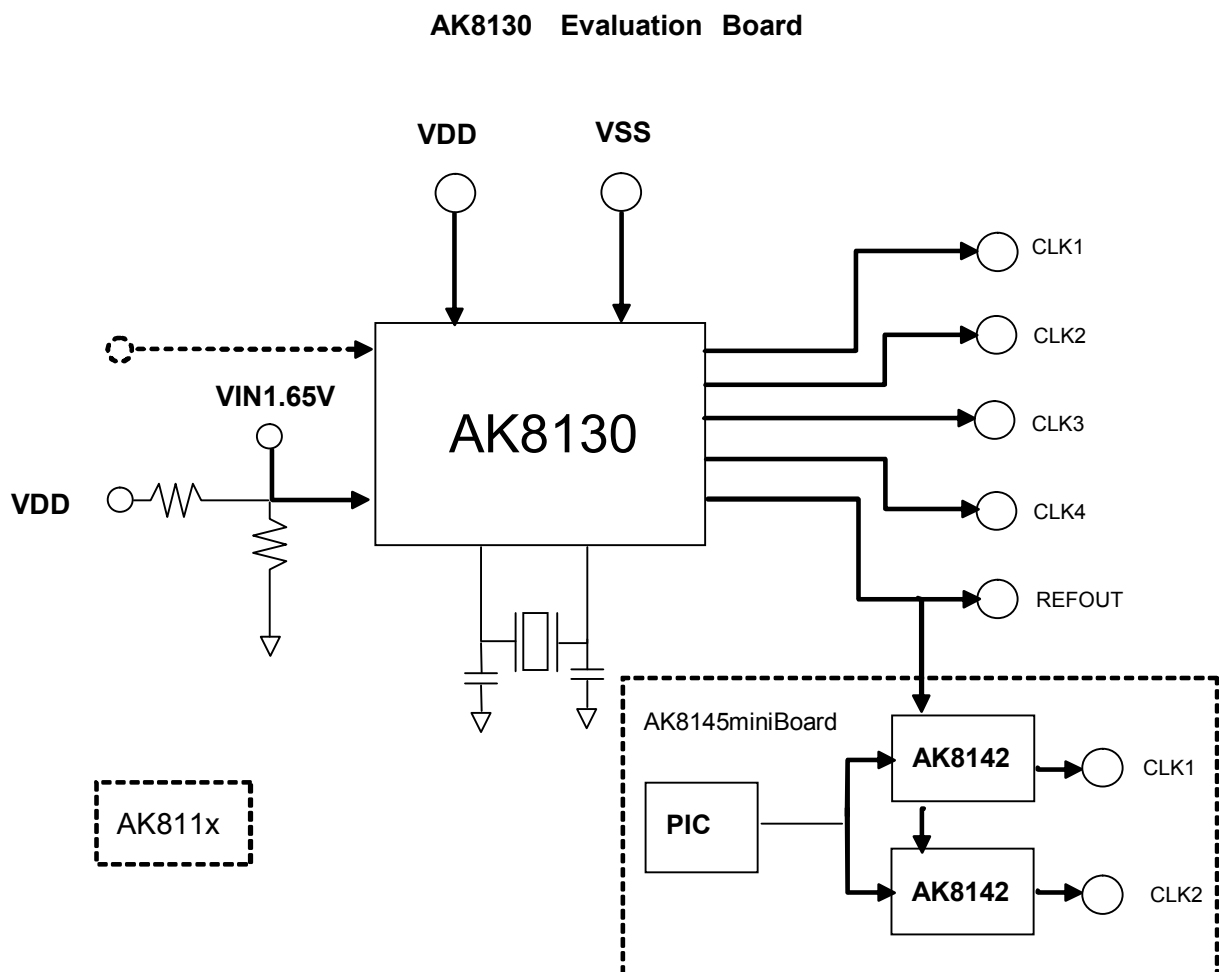 AK8130 Evaluation Board
VDD
VSS
CLK1
CLK2
VIN1.65V
AK8130
CLK3
VDD
CLK4
REFOUT
AK8145miniBoard
AK8142
CLK1
AK811x
PIC
AK8142
CLK2